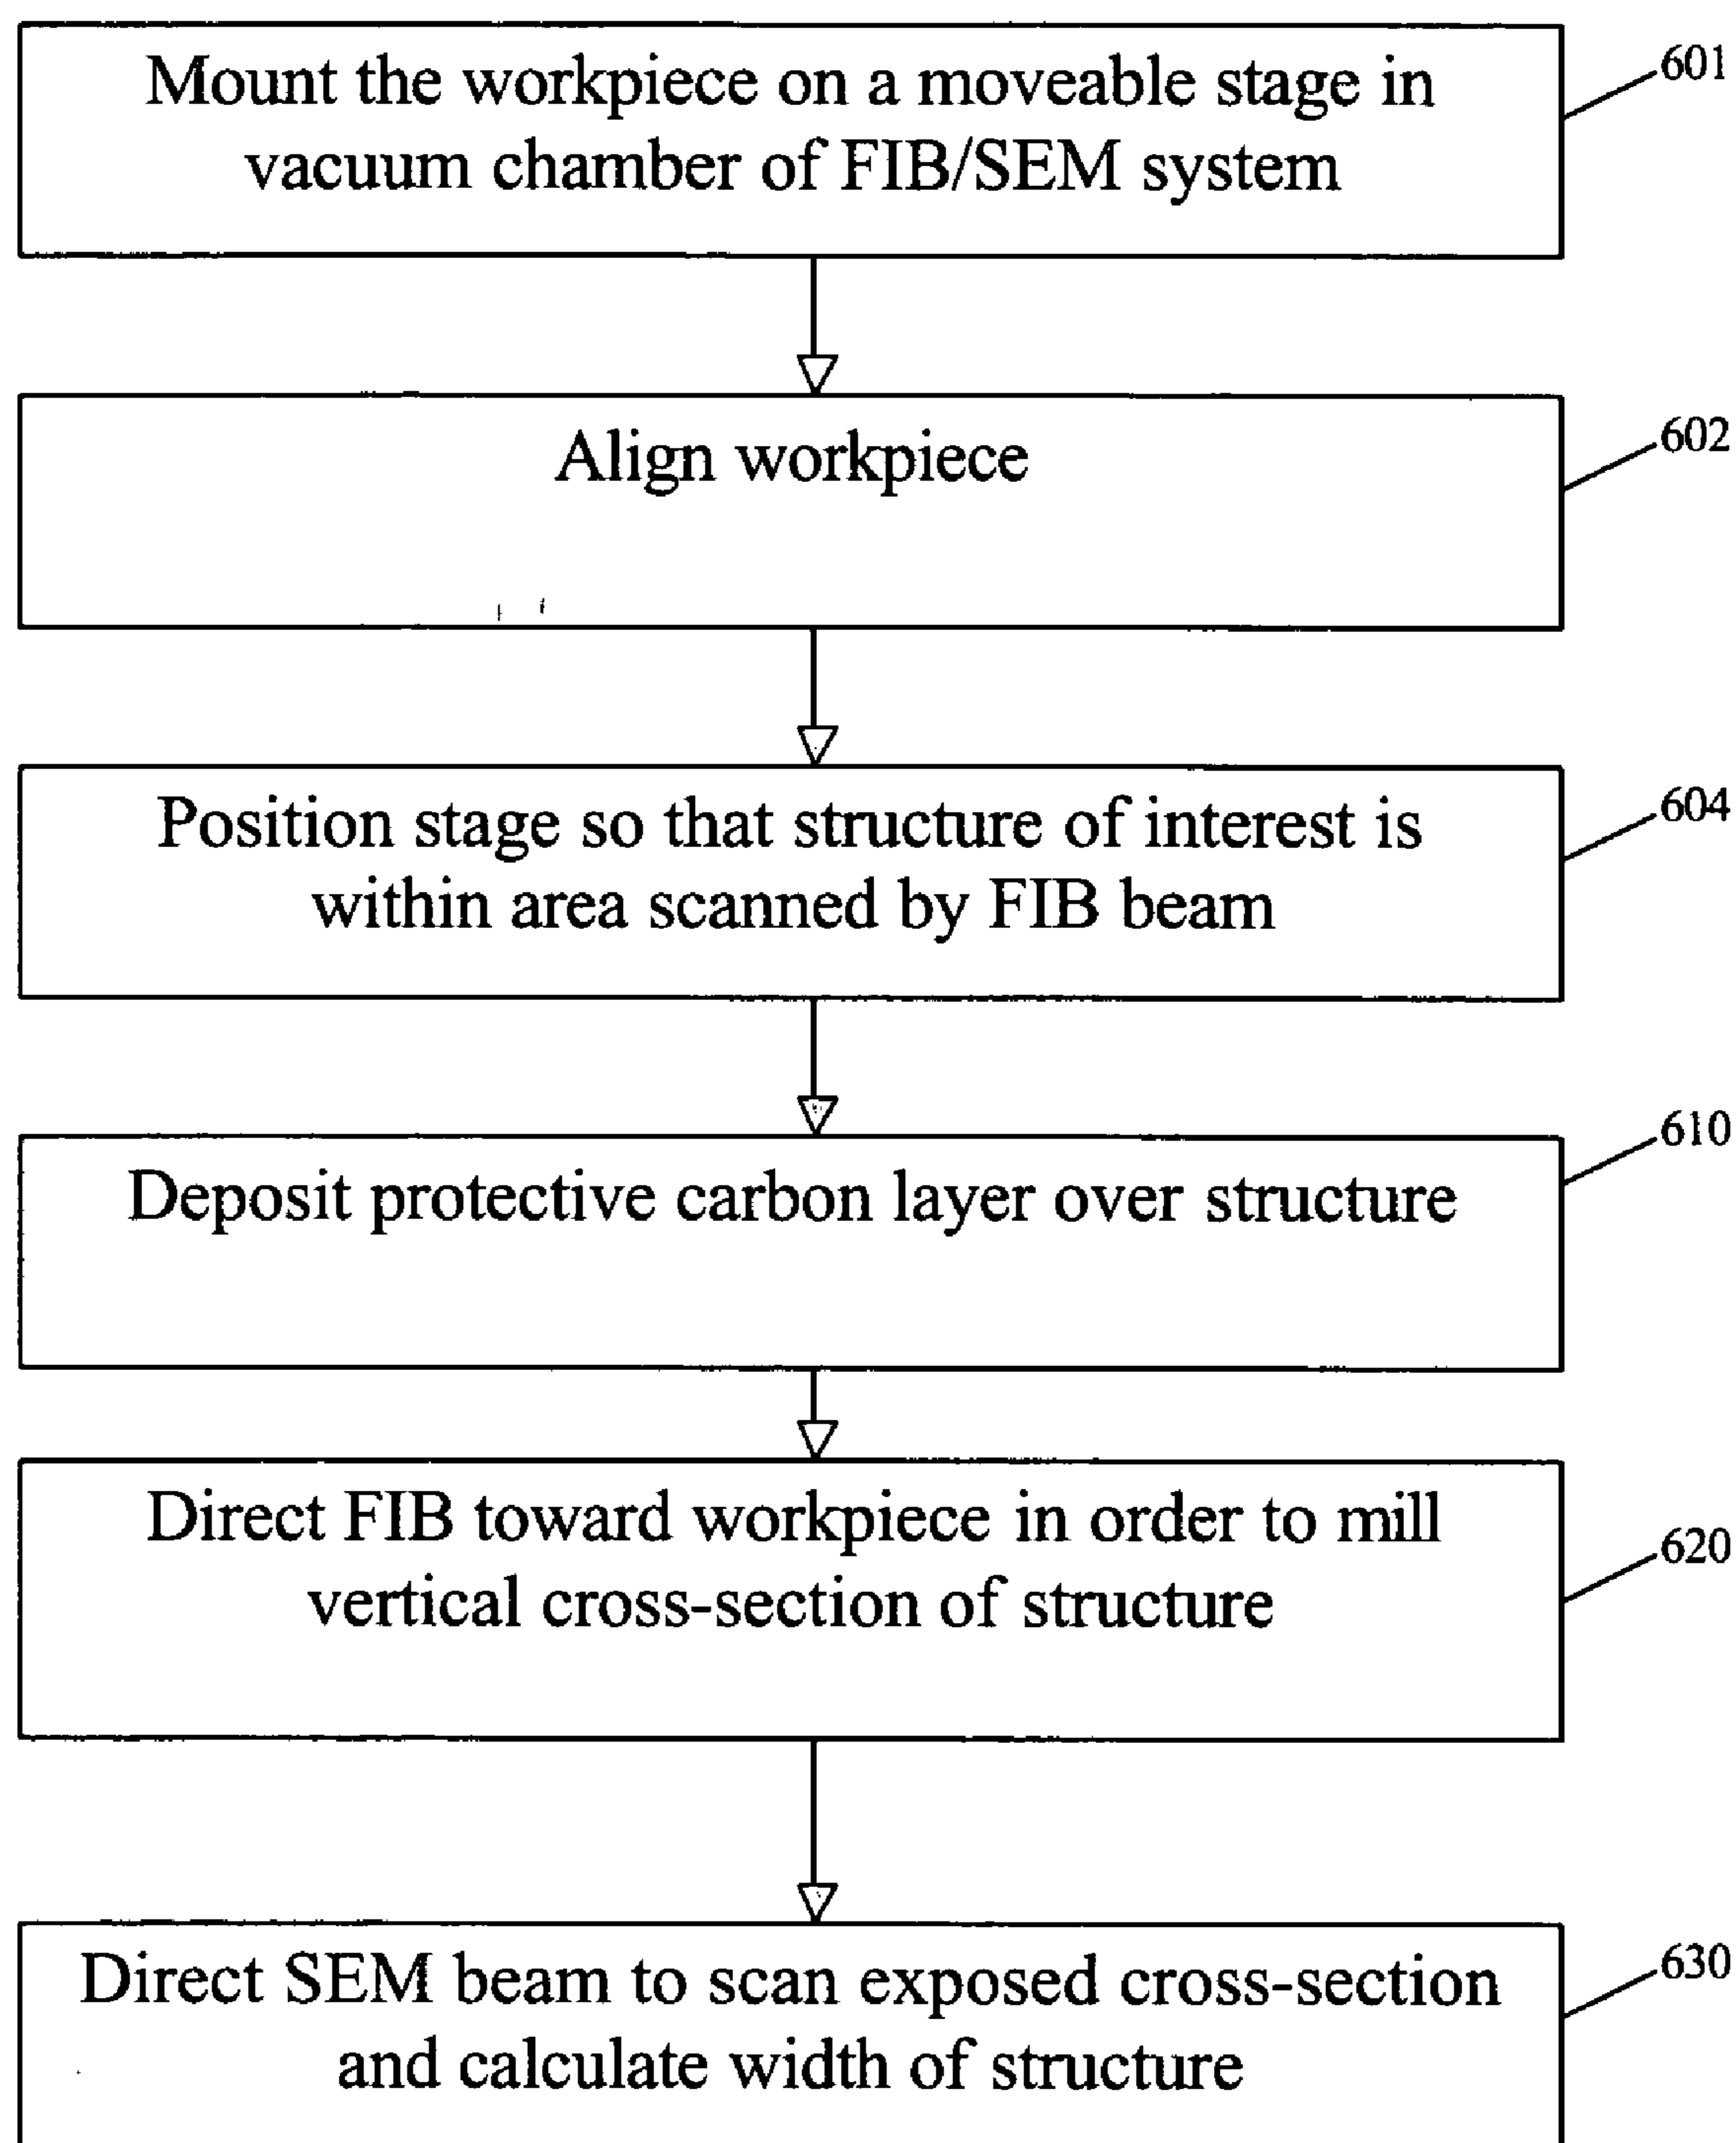 Mount the workpiece on a moveable stage in
vacuum chamber of FIB/SEM system
601
Align workpiece
602
Position stage so that structure of interest is
within area scanned by FIB beam
604
Deposit protective carbon layer over structure
610
Direct FIB toward workpiece in order to mill
vertical cross-section of structure
620
Direct SEM beam to scan exposed cross-section
and calculate width of structure
630